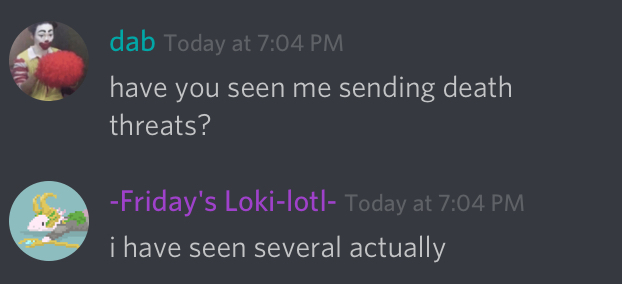 dab Today at 7:04 PM
have you seen me sending death
threats?
-Friday's Loki-lotl- Today at 7:04 PM
i have seen several actually